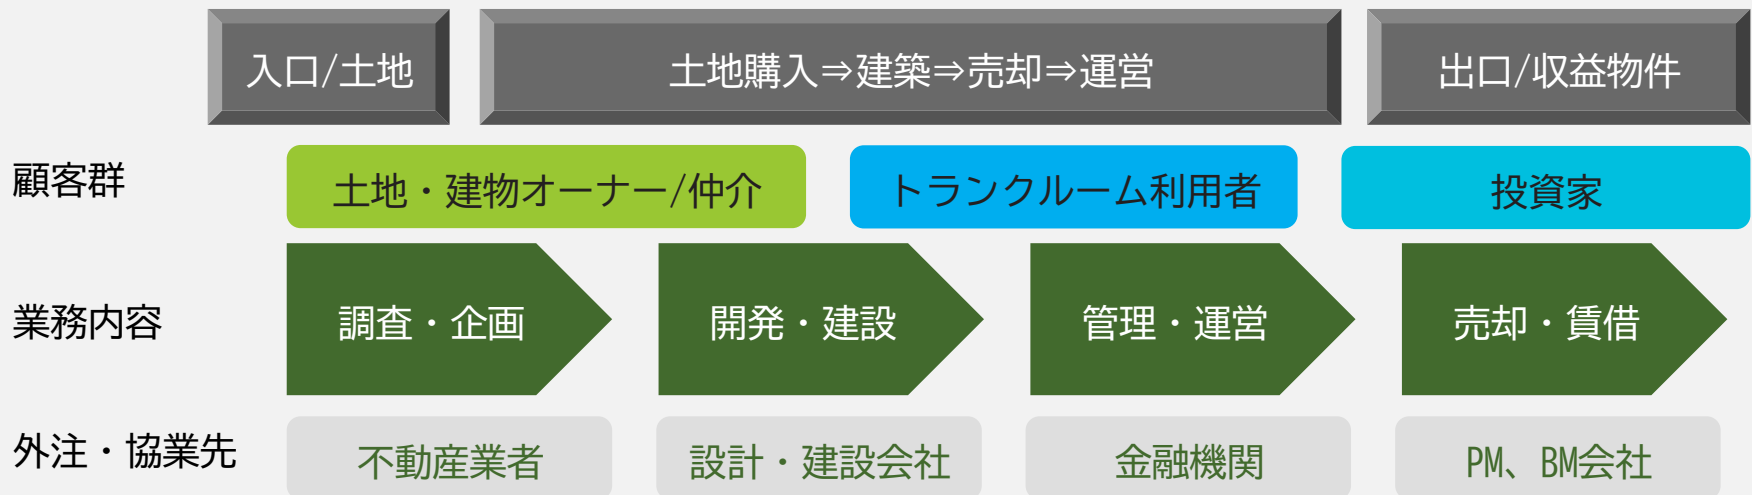 入口/土地
土地購入⇒建築⇒売却⇒運営
出口/収益物件
顧客群
土地・建物オーナー/仲介
トランクルーム利用者
投資家
業務内容
調査・企画
開発・建設
管理・運営
売却・賃借
外注・協業先
不動産業者
設計・建設会社
金融機関
PM、BM会社